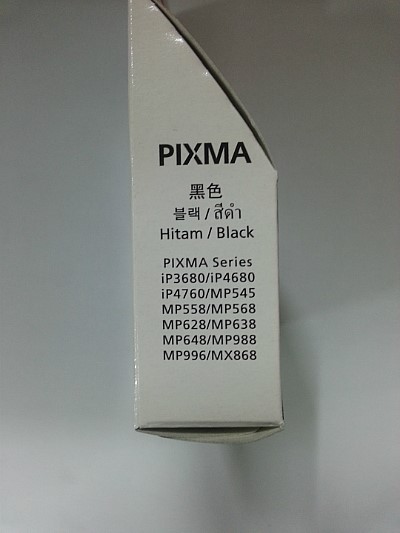 PIXMA
黑色
블랙 / สีดำ
Hitam / Black
PIXMA Series
iP3680/iP4680
iP4760/MP545
MP558/MP568
MP628/MP638
MP648/MP988
MP996/MX868